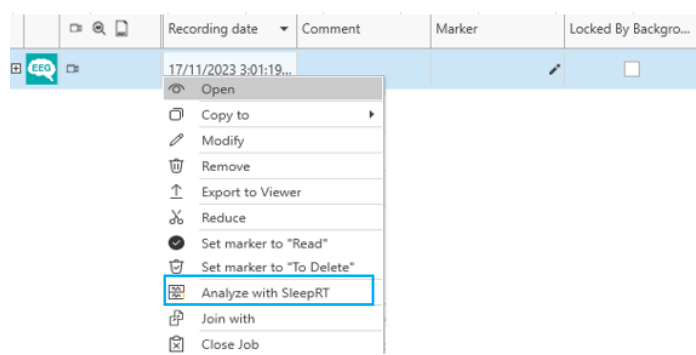 Recording date Comment Marker Locked By Backgro...
EEG 17/11/2023 3:01:19...
Open
Copy to
Modify
Remove
Export to Viewer
Reduce
Set marker to "Read"
Set marker to "To Delete"
Analyze with SleepRT
Join with
Close Job